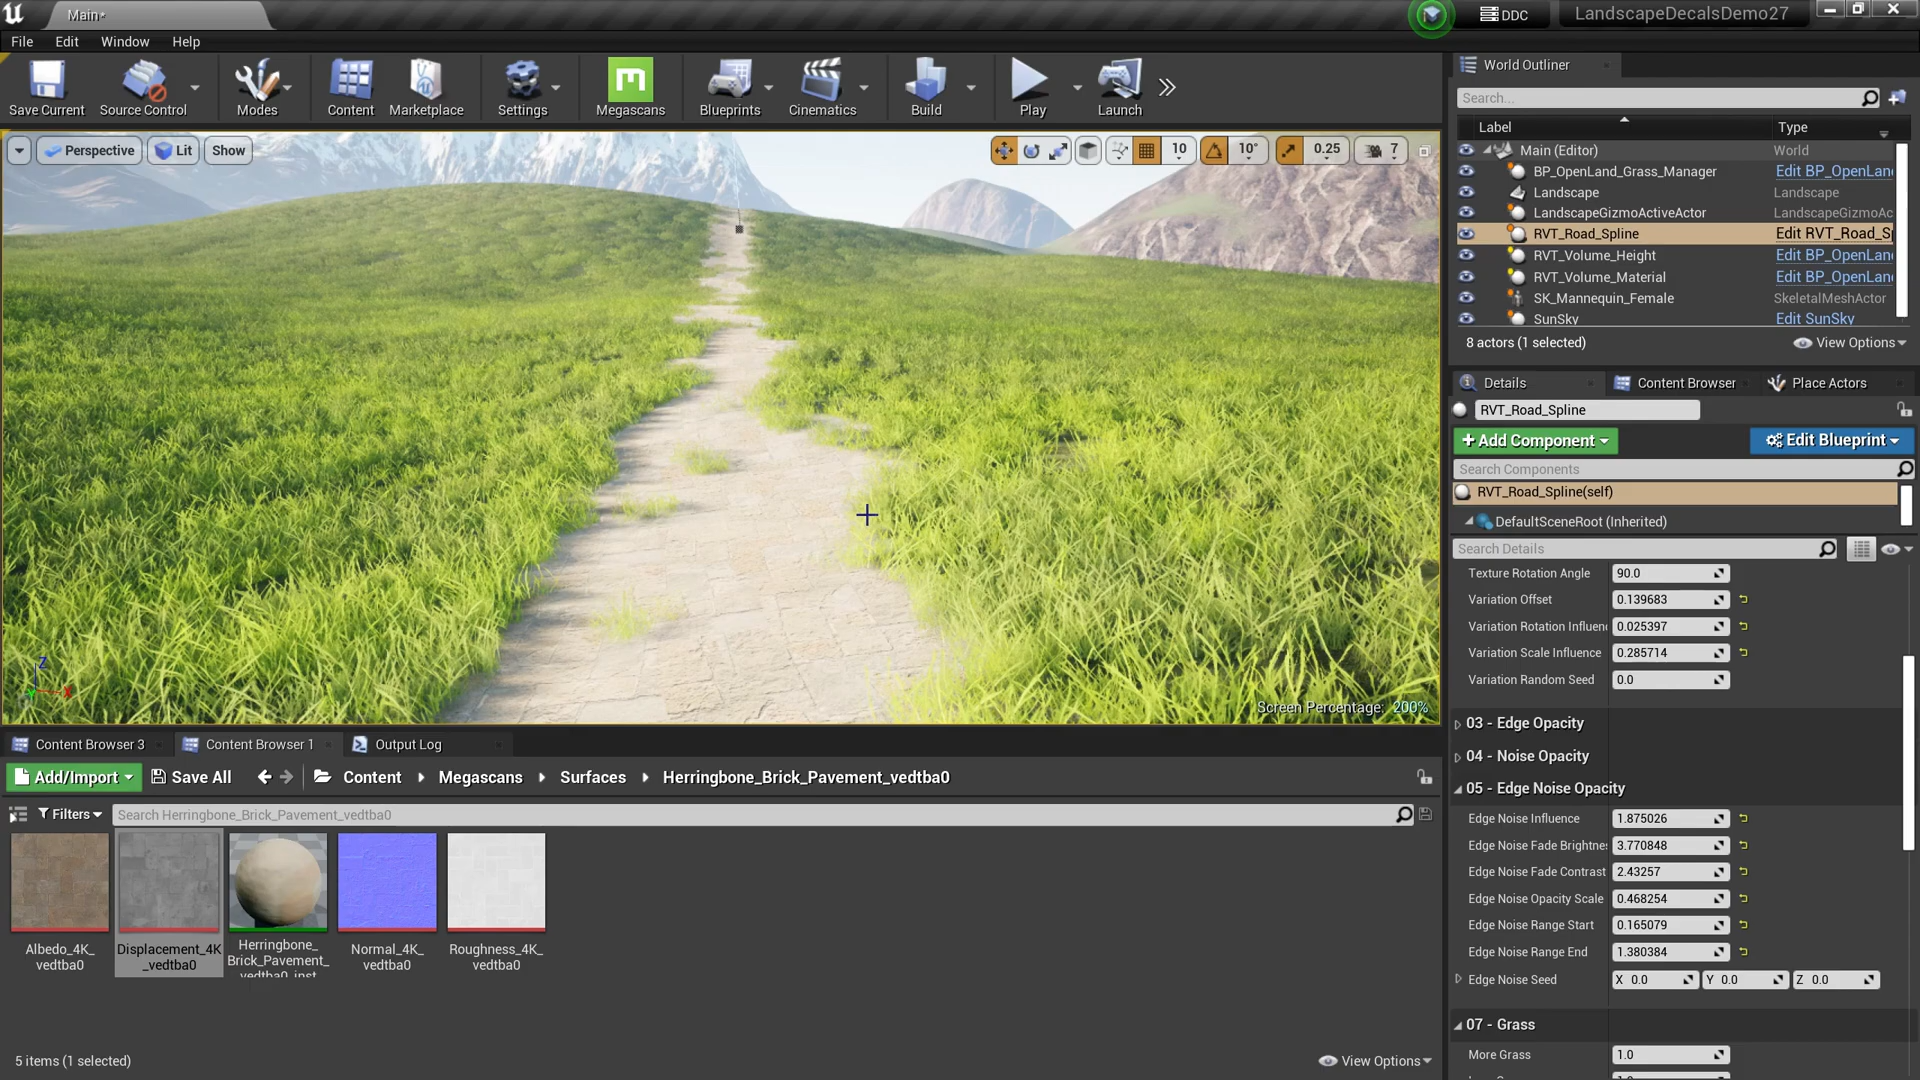 Main*
DDC
LandscapeDecalsDemo27
File
Edit
Window
Help
Save Current
Source Control
Modes
Content
Marketplace
Settings
Megascans
Blueprints
Cinematics
Build
Play
Launch
Perspective
Lit
Show
10
10°
0.25
7
Screen Percentage: 200%
Z
Y
X
World Outliner
Search...
Label
Type
Main (Editor)
World
BP_OpenLand_Grass_Manager
Edit BP_OpenLan
Landscape
Landscape
LandscapeGizmoActiveActor
LandscapeGizmoAc
RVT_Road_Spline
Edit RVT_Road_S
RVT_Volume_Height
Edit BP_OpenLan
RVT_Volume_Material
Edit BP_OpenLan
SK_Mannequin_Female
SkeletalMeshActor
SunSky
Edit SunSky
8 actors (1 selected)
View Options
Details
Content Browser
Place Actors
RVT_Road_Spline
+Add Component
Edit Blueprint
Search Components
RVT_Road_Spline(self)
DefaultSceneRoot (Inherited)
Search Details
Texture Rotation Angle
90.0
Variation Offset
0.139683
Variation Rotation Influen
0.025397
Variation Scale Influence
0.285714
Variation Random Seed
0.0
03 - Edge Opacity
04 - Noise Opacity
05 - Edge Noise Opacity
Edge Noise Influence
1.875026
Edge Noise Fade Brightne
3.770848
Edge Noise Fade Contrast
2.43257
Edge Noise Opacity Scale
0.468254
Edge Noise Range Start
0.165079
Edge Noise Range End
1.380384
Edge Noise Seed
X 0.0
Y 0.0
Z 0.0
07 - Grass
More Grass
1.0
Content Browser 3
Content Browser 1
Output Log
Add/Import
Save All
Content
Megascans
Surfaces
Herringbone_Brick_Pavement_vedtba0
Filters
Search Herringbone_Brick_Pavement_vedtba0
Albedo_4K_
vedtba0
Displacement_4K
_vedtba0
Herringbone_
Brick_Pavement_
vedtba0_inst
Normal_4K_
vedtba0
Roughness_4K_
vedtba0
5 items (1 selected)
View Options